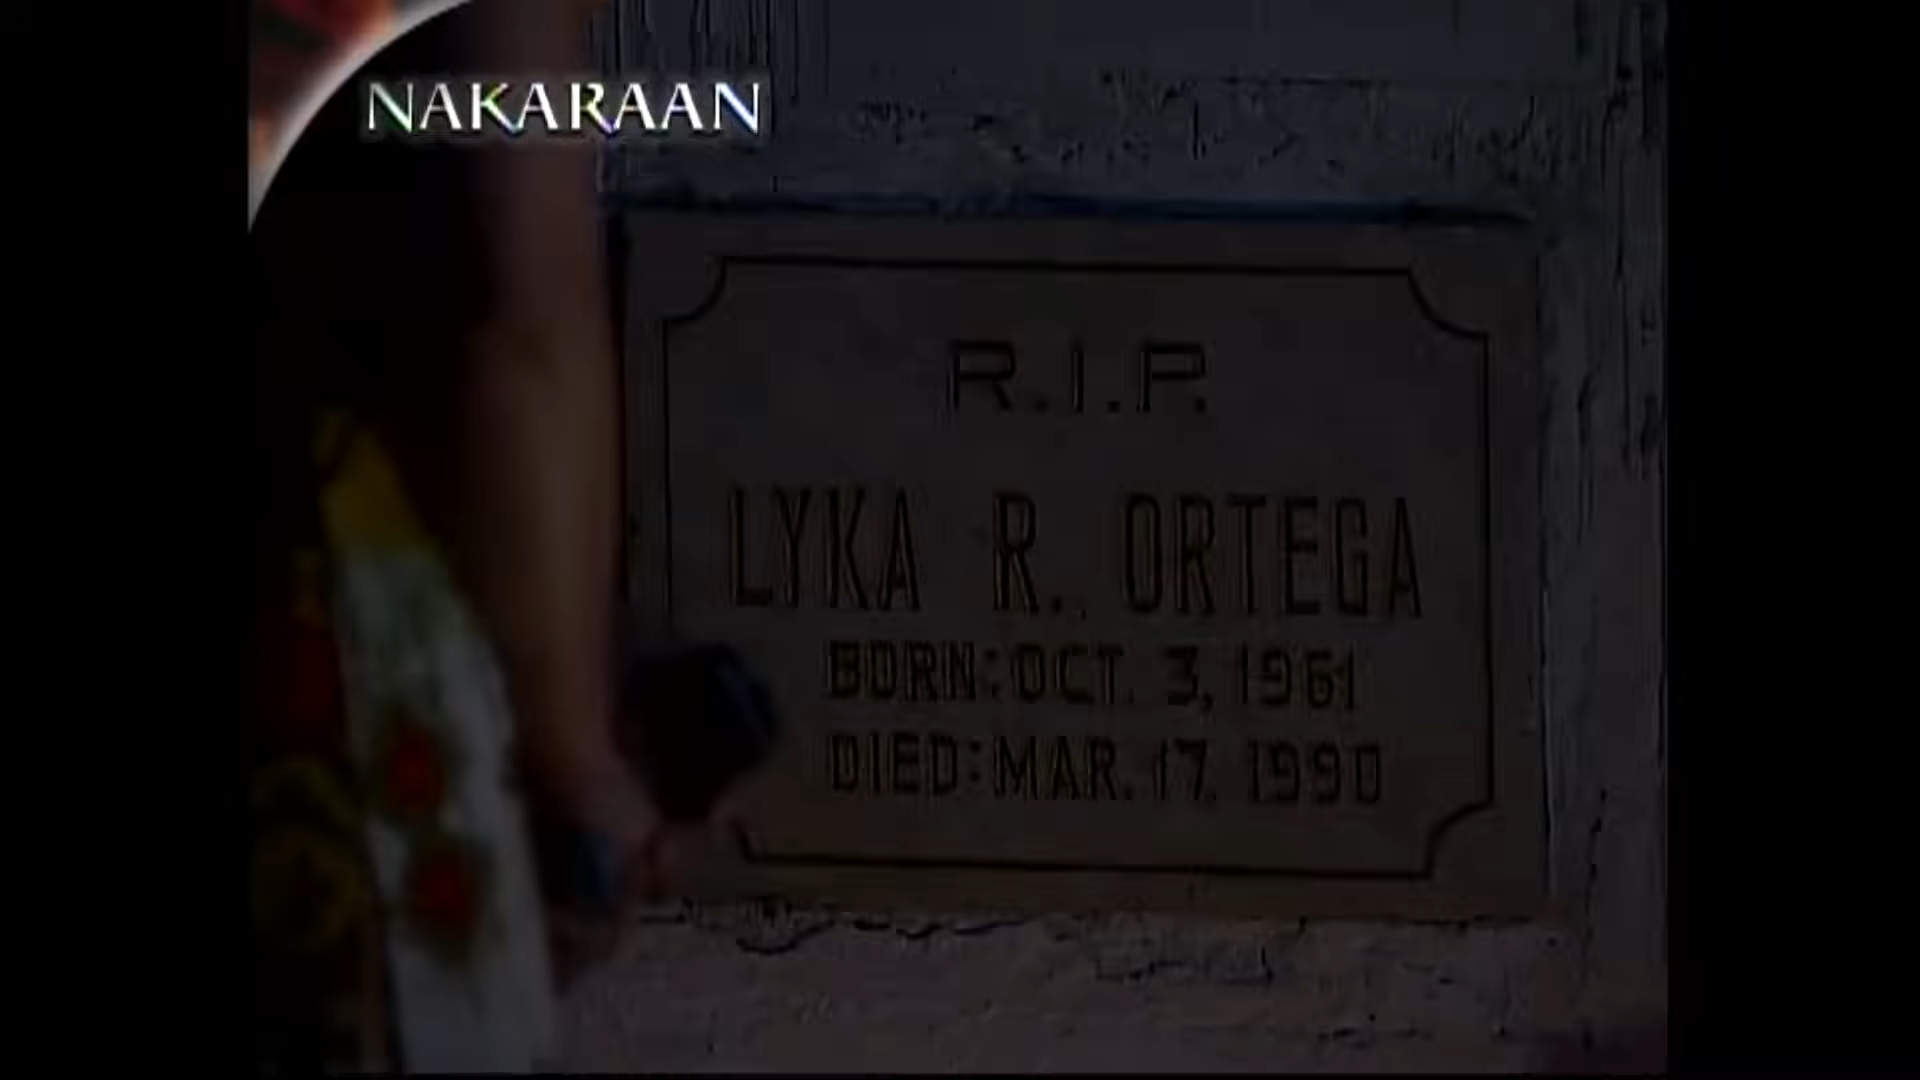 NAKARAAN
R.I.P.
LYKA R. ORTEGA
BORN: OCT. 3, 1961
DIED: MAR. 17. 1990